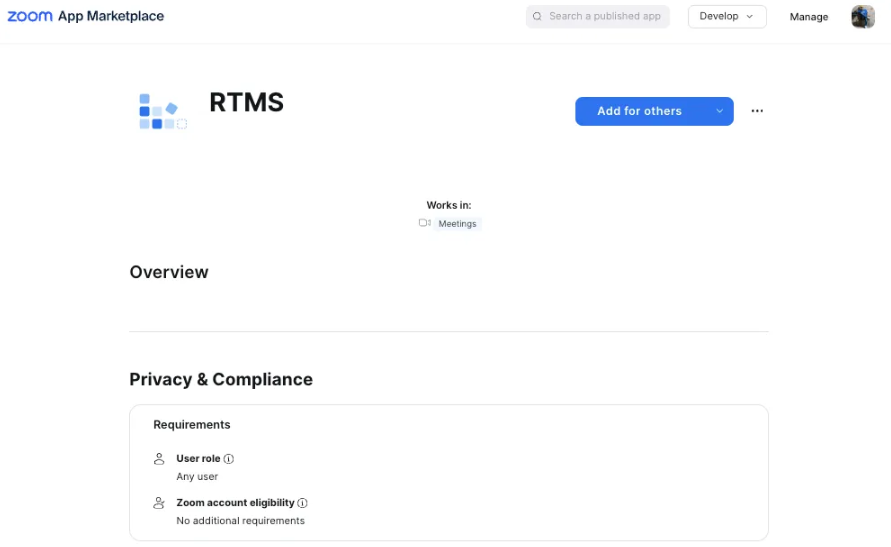 zoom App Marketplace
Search a published app
Develop
Manage
RTMS
Add for others
Works in:
Meetings
Overview
Privacy & Compliance
Requirements
User role
Any user
Zoom account eligibility
No additional requirements